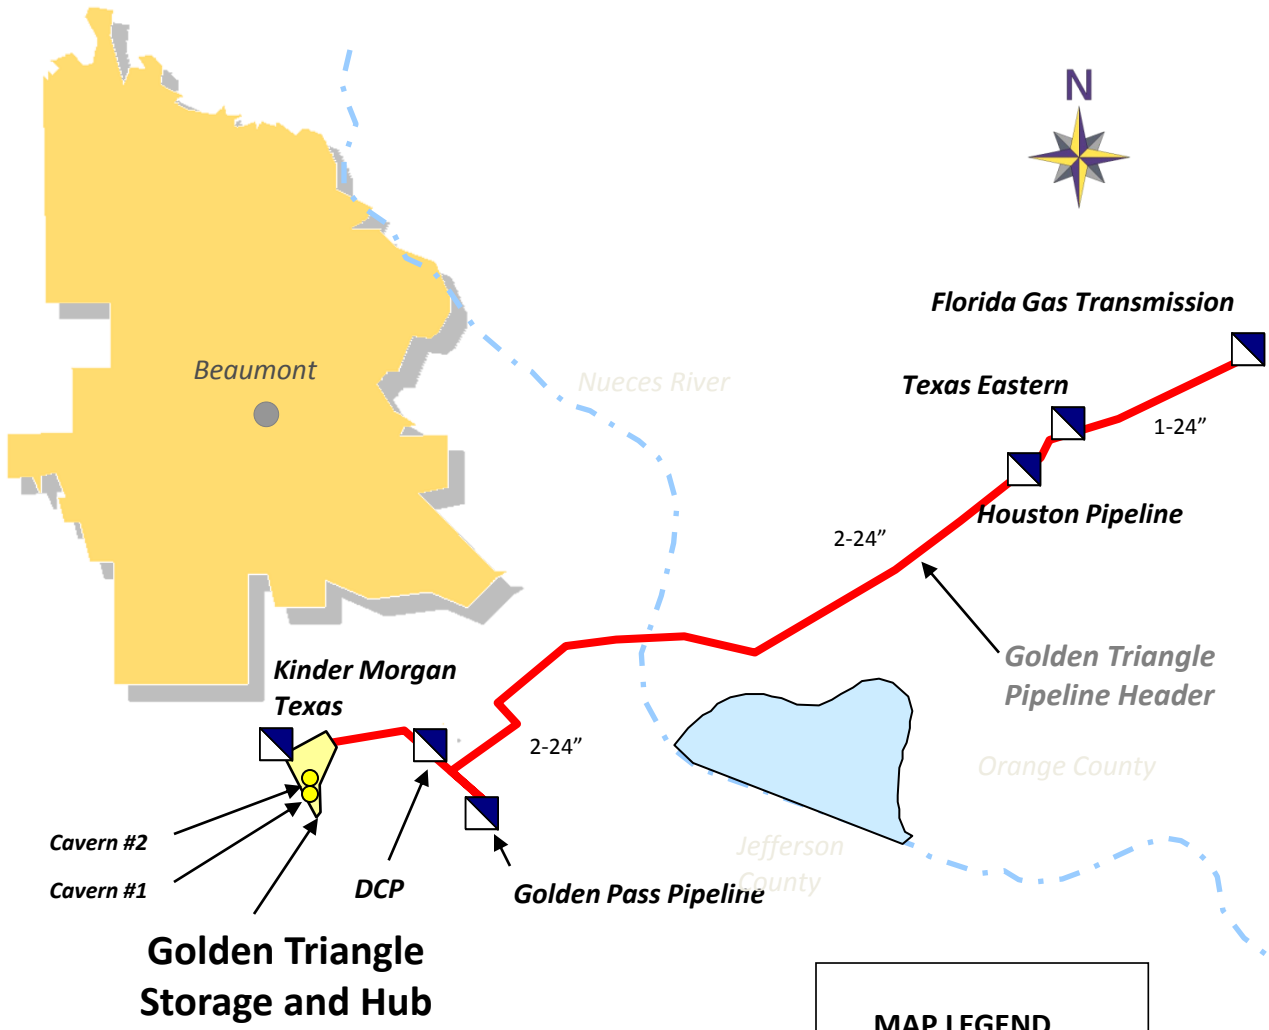 N
Florida Gas Transmission
Beaumont
Nueces River
Texas Eastern
1-24”
Houston Pipeline
2-24”
Golden Triangle
Pipeline Header
Kinder Morgan
Texas
2-24”
Orange County
Cavern #2
Jefferson
County
Cavern #1
DCP
Golden Pass Pipeline
Golden Triangle
Storage and Hub
MAP LEGEND